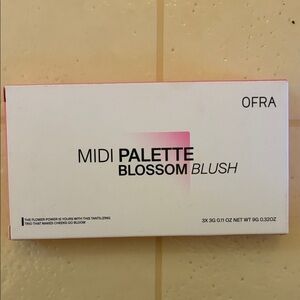 OFRA
MIDI PALETTE
BLOSSOM BLUSH
THE FLOWER POWER IS YOURS WITH THIS TANTALIZING
TRIO THAT MAKES CHEEKS GO BLOOM
3X 3G 0.11 OZ NET WT 9G 0.32OZ